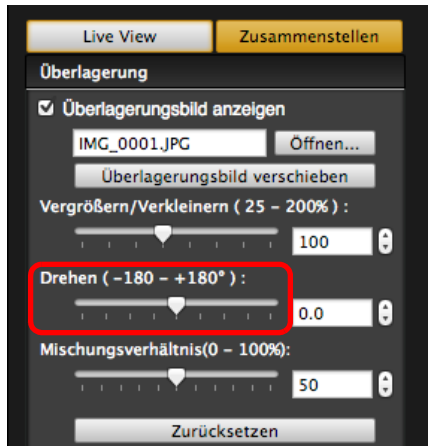 Live View Zusammenstellen
Überlagerung
Überlagerungsbild anzeigen
IMG_0001.JPG Öffnen...
Überlagerungsbild verschieben
Vergrößern/Verkleinern ( 25 – 200% ) :
100
Drehen ( –180 – +180° ) :
0.0
Mischungsverhältnis(0 – 100%):
50
Zurücksetzen